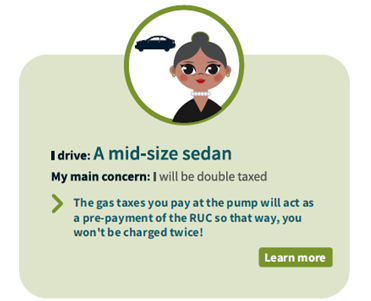 I drive: A mid-size sedan
My main concern: I will be double taxed
The gas taxes you pay at the pump will act as
a pre-payment of the RUC so that way, you
won't be charged twice!
Learn more